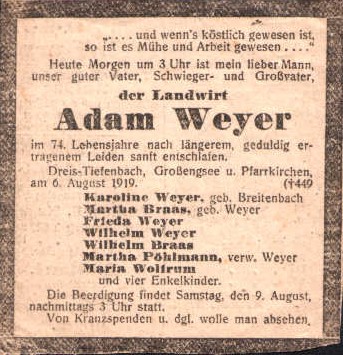 „. . . . und wenn's köstlich gewesen ist,
so ist es Mühe und Arbeit gewesen . . . .“
Heute Morgen um 3 Uhr ist mein lieber Mann,
unser guter Vater, Schwieger- und Großvater,
der Landwirt
Adam Weyer
im 74. Lebensjahre nach längerem, geduldig er-
tragenem Leiden sanft entschlafen.
Dreis-Tiefenbach, Großengsee u. Pfarrkirchen,
am 6. August 1919. (†449
Karoline Weyer, geb. Breitenbach
Martha Braas, geb. Weyer
Frieda Weyer
Wilhelm Weyer
Wilhelm Braas
Martha Pöhlmann, verw. Weyer
Maria Wolfrum
und vier Enkelkinder.
Die Beerdigung findet Samstag, den 9. August,
nachmittags 3 Uhr statt.
Von Kranzspenden u. dgl. wolle man absehen.